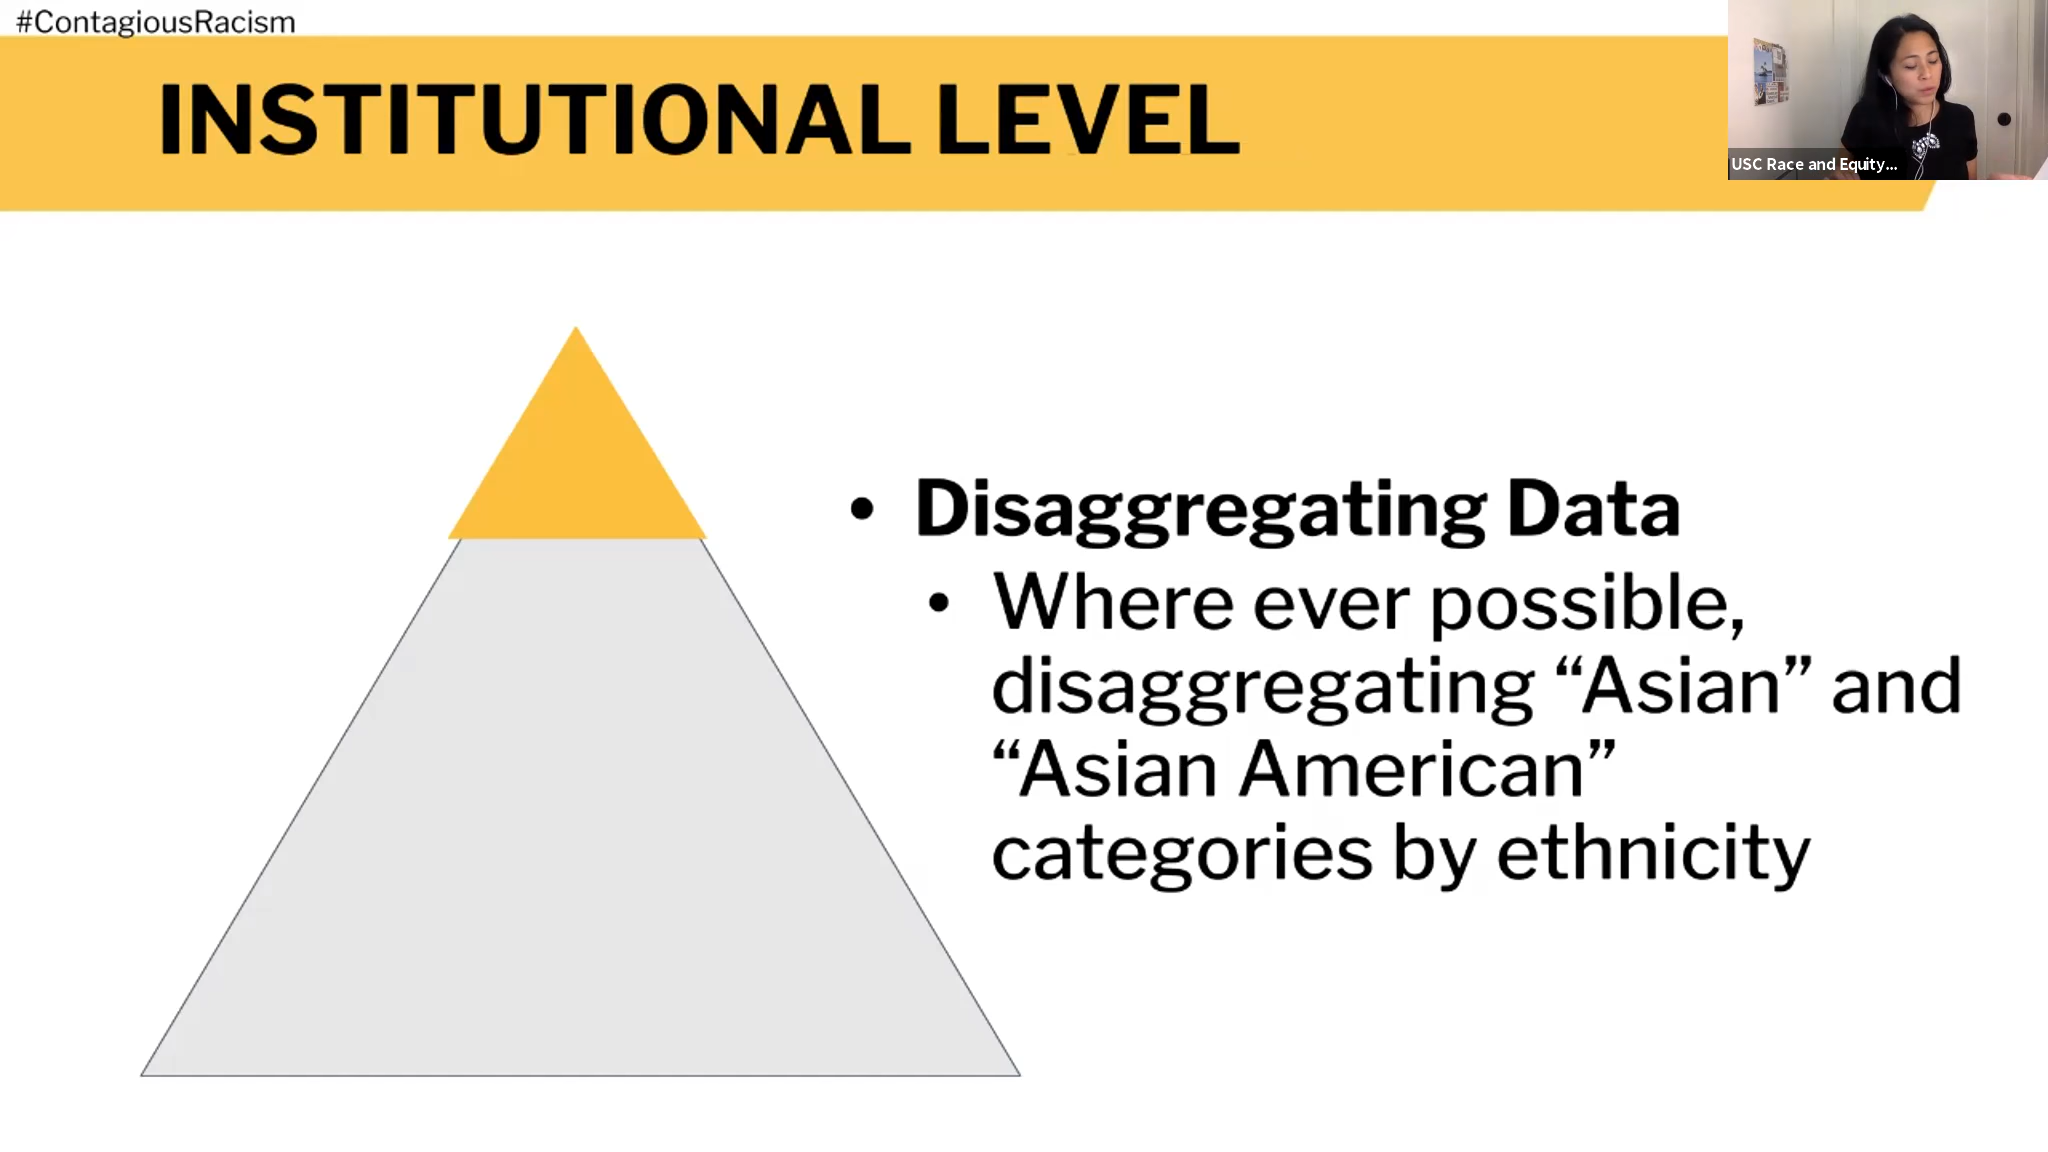 #ContagiousRacism
INSTITUTIONAL LEVEL
USC Race and Equity...
• Disaggregating Data
• Where ever possible,
disaggregating “Asian” and
“Asian American”
categories by ethnicity